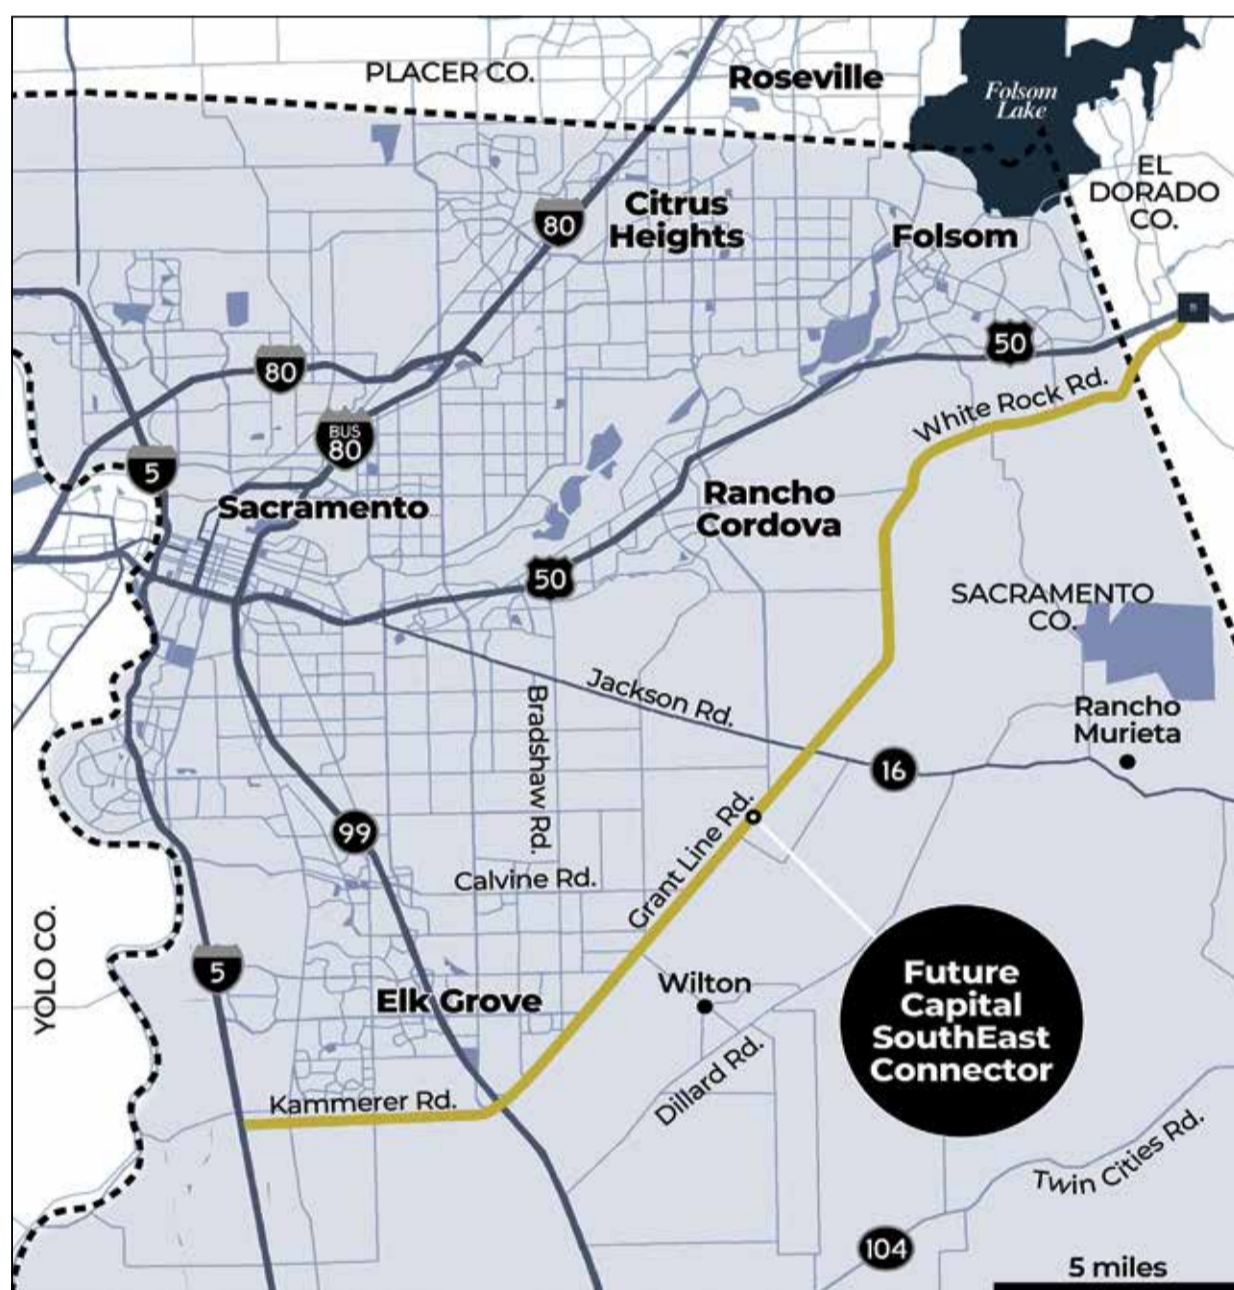 PLACER CO.
Roseville
Folsom
Lake
EL
DORADO
CO.
80
Citrus
Heights
Folsom
50
80
BUS
80
White Rock Rd.
5
Sacramento
Rancho
Cordova
50
SACRAMENTO
CO.
Jackson Rd.
Bradshaw Rd.
Rancho
Murieta
16
99
Grant Line Rd.
Calvine Rd.
YOLO CO.
5
Elk Grove
Wilton
Future
Capital
SouthEast
Connector
Dillard Rd.
Kammerer Rd.
Twin Cities Rd.
104
5 miles